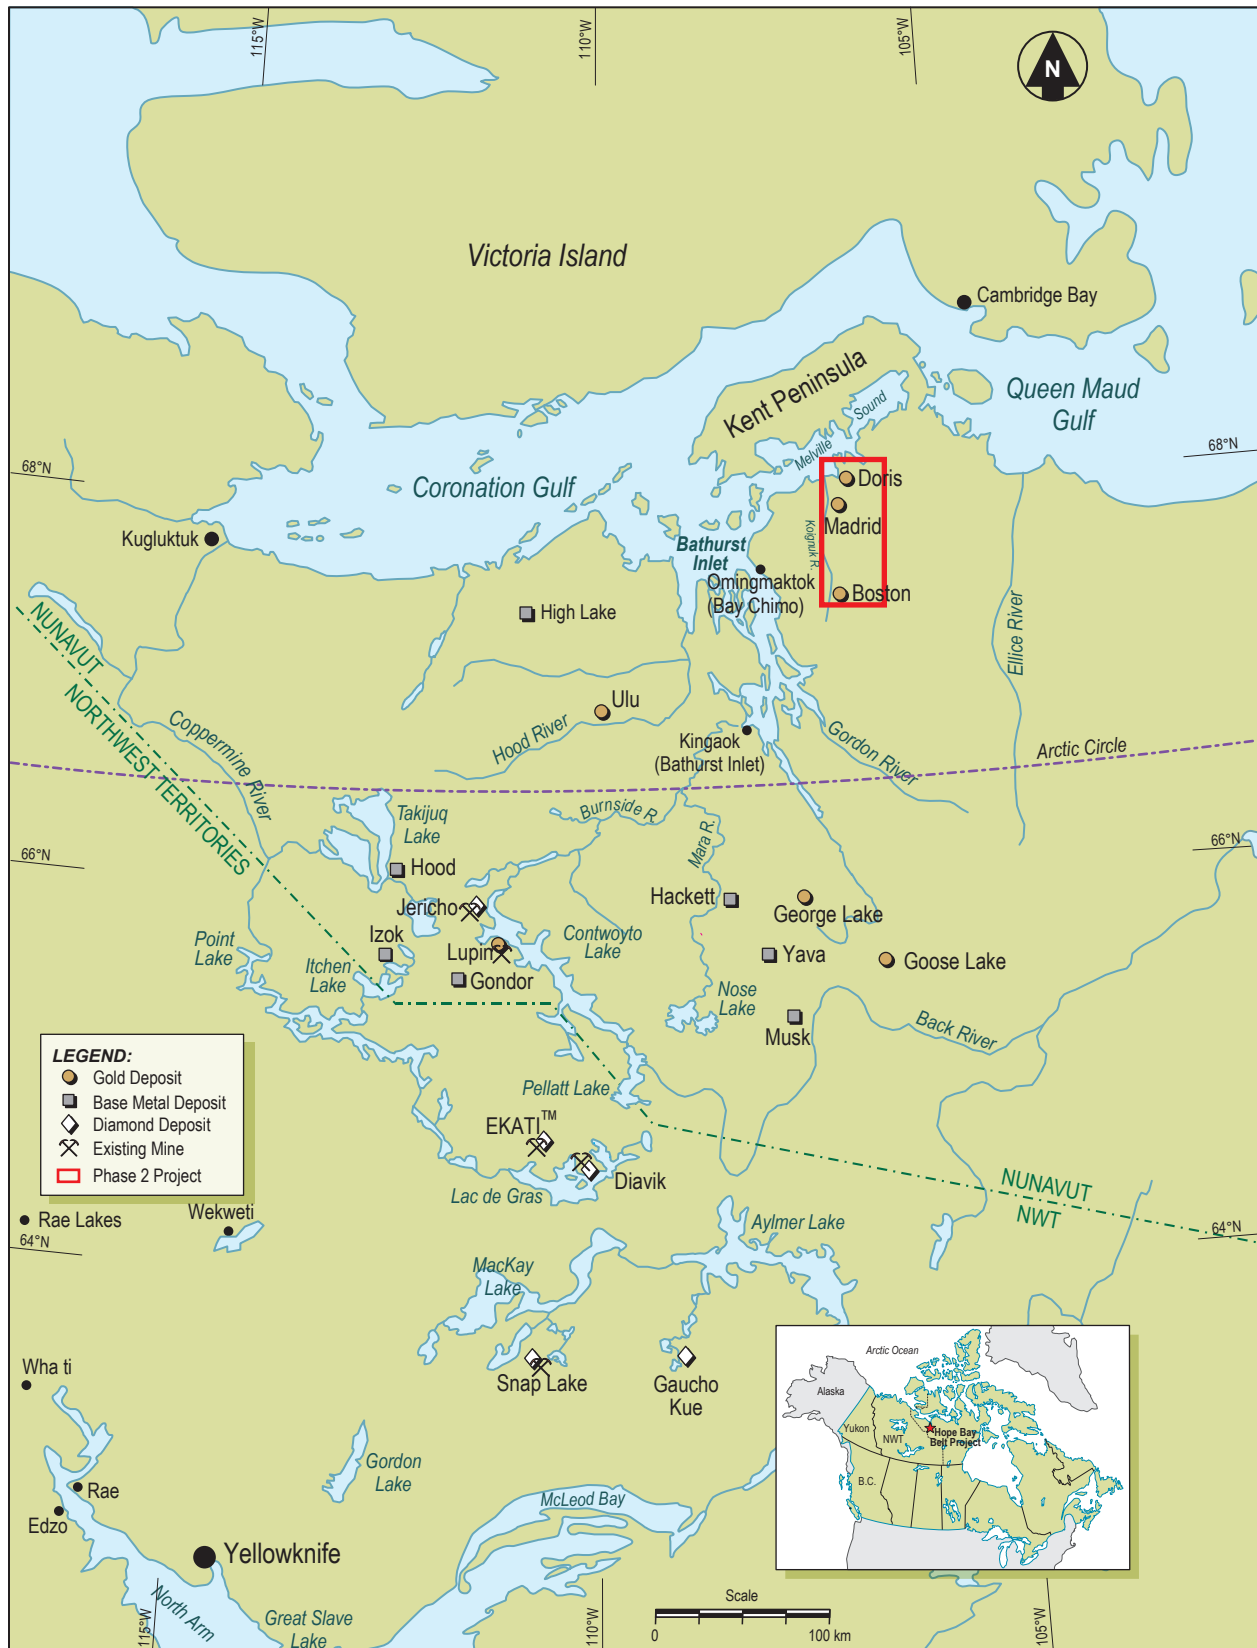 115°W
110°W
105°W
N
Victoria Island
Cambridge Bay
Kent Peninsula
Queen Maud
Gulf
Melville
Sound
68°N
68°N
Coronation Gulf
Doris
Madrid
Boston
Koignuk R.
Kugluktuk
Bathurst
Inlet
Omingmaktok
(Bay Chimo)
High Lake
Ellice River
NUNAVUT
NORTHWEST TERRITORIES
Coppermine River
Ulu
Hood River
Kingaok
(Bathurst Inlet)
Gordon River
Arctic Circle
Takijuq
Lake
Burnside R.
Mara R.
66°N
66°N
Hood
Jericho
Hackett
George Lake
Izok
Lupin
Contwoyto
Lake
Yava
Goose Lake
Point
Lake
Itchen
Lake
Gondor
Nose
Lake
Musk
Back River
LEGEND:
Gold Deposit
Base Metal Deposit
Diamond Deposit
Existing Mine
Phase 2 Project
Pellatt Lake
EKATI™
Diavik
Lac de Gras
NUNAVUT
NWT
Rae Lakes
Wekweti
Aylmer Lake
64°N
64°N
MacKay
Lake
Snap Lake
Gaucho
Kue
Wha ti
Gordon
Lake
Rae
Edzo
McLeod Bay
Yellowknife
North Arm
Great Slave
Lake
115°W
110°W
105°W
Scale
0
100 km
Arctic Ocean
Alaska
Yukon
NWT
Hope Bay
Belt Project
B.C.